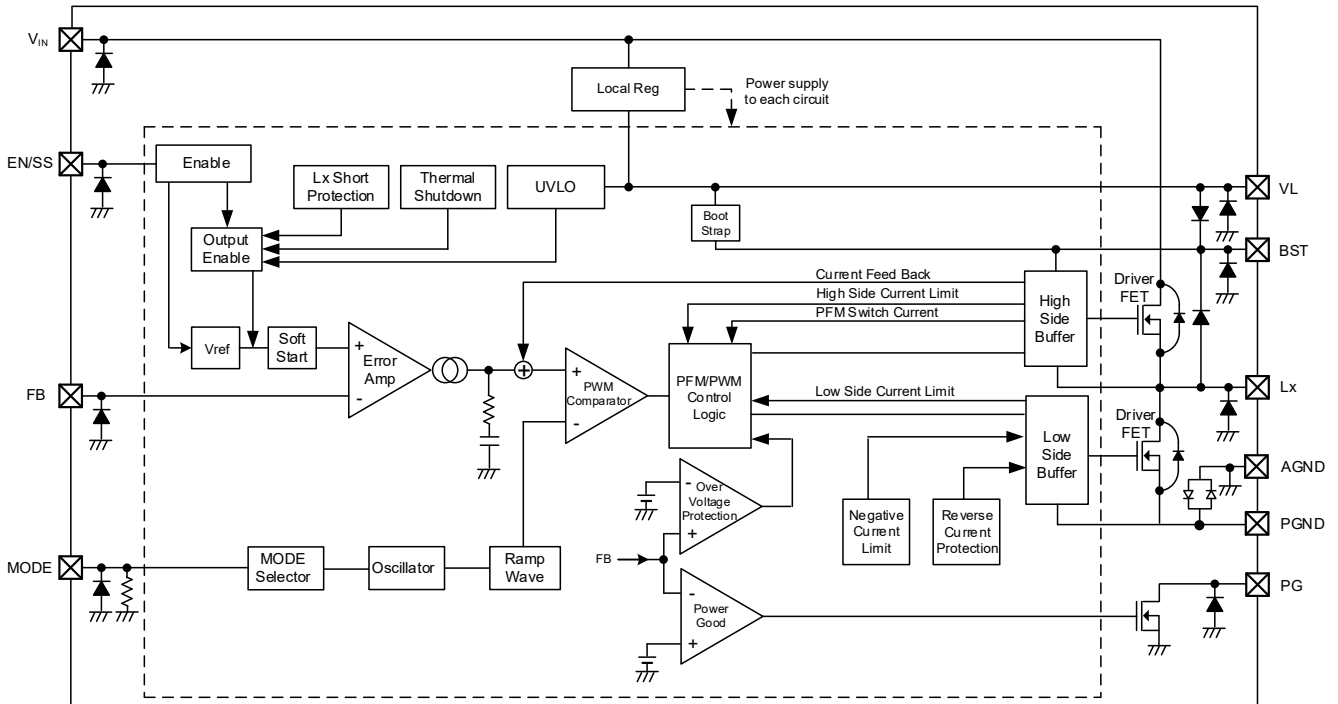 VIN
Local Reg
Power supply
to each circuit
EN/SS
Enable
Lx Short
Protection
Thermal
Shutdown
UVLO
VL
Boot
Strap
Output
Enable
BST
Current Feed Back
High Side Current Limit
PFM Switch Current
High
Side
Buffer
Driver
FET
Vref
Soft
Start
+
-
Error
Amp
+
+
-
PWM
Comparator
PFM/PWM
Control
Logic
FB
Lx
Low Side Current Limit
Driver
FET
Low
Side
Buffer
AGND
-
+
Over
Voltage
Protection
Negative
Current
Limit
Reverse
Current
Protection
PGND
MODE
MODE
Selector
Oscillator
Ramp
Wave
FB
-
+
Power
Good
PG